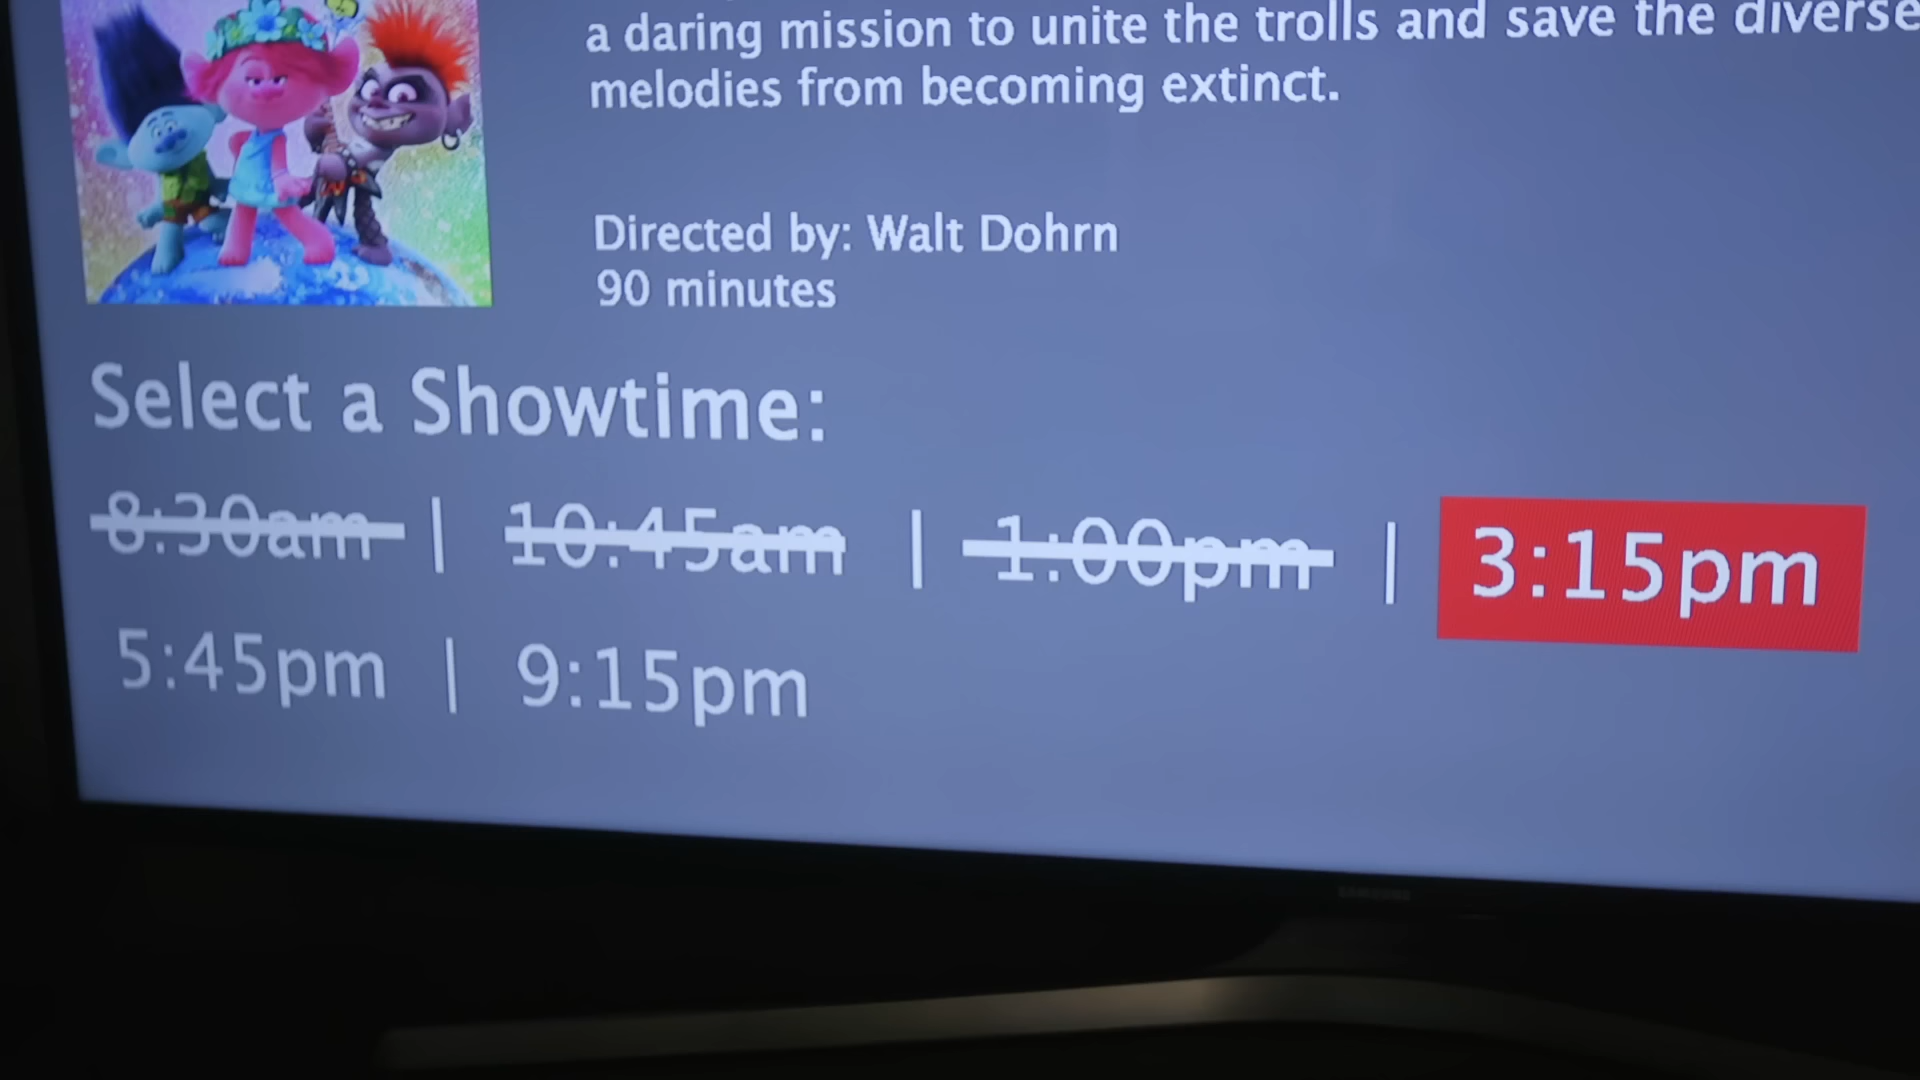 a daring mission to unite the trolls and save the diverse
melodies from becoming extinct.
Directed by: Walt Dohrn
90 minutes
Select a Showtime:
8:30am | 10:45am | 1:00pm | 3:15pm
5:45pm | 9:15pm
SAMSUNG